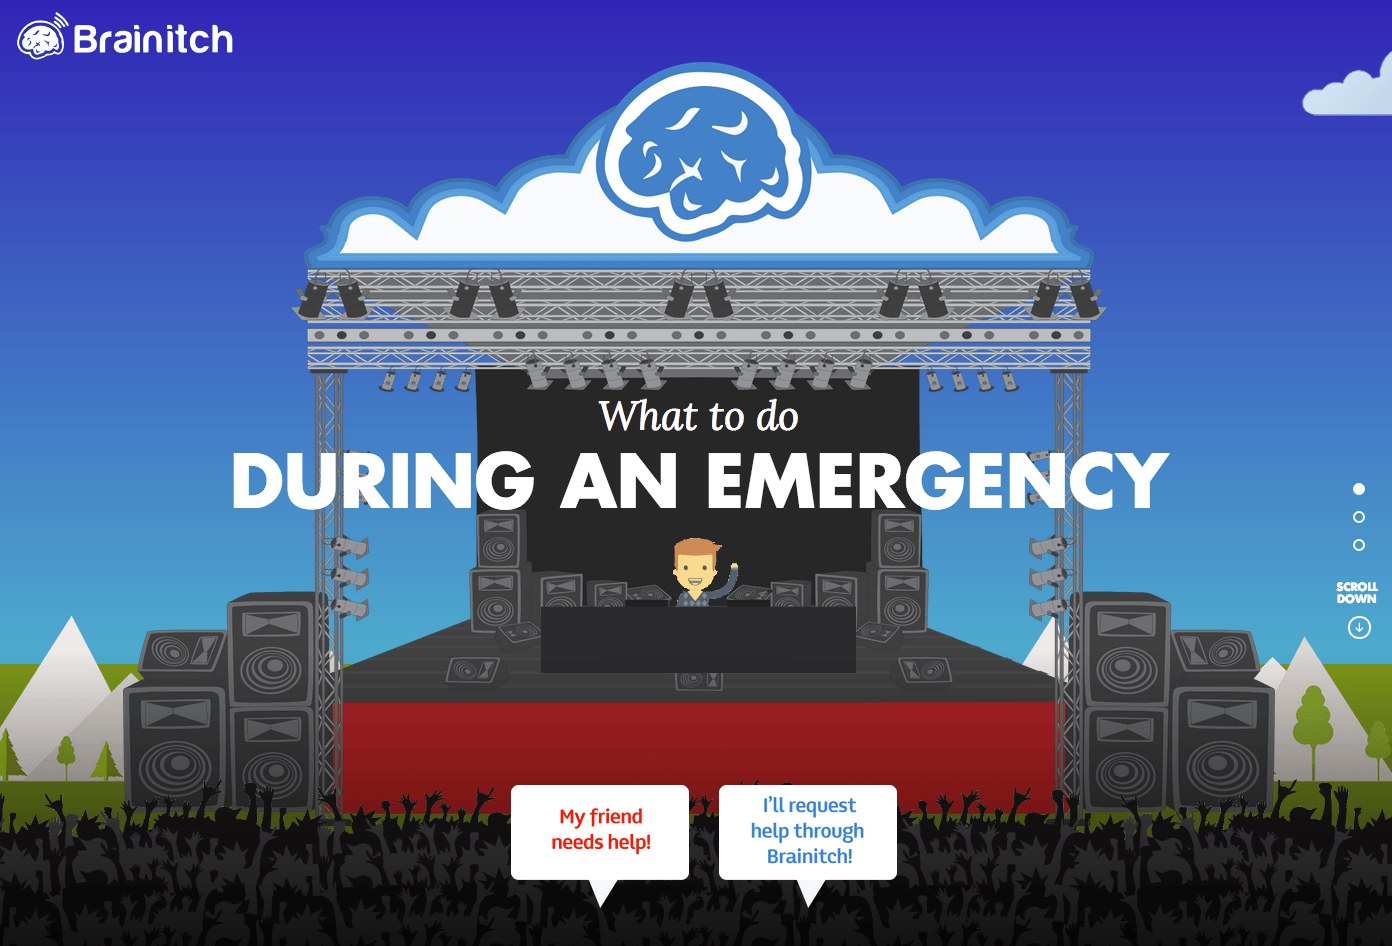 Brainitch
What to do
DURING AN EMERGENCY
SCROLL
DOWN
My friend
needs help!
I'll request
help through
Brainitch!